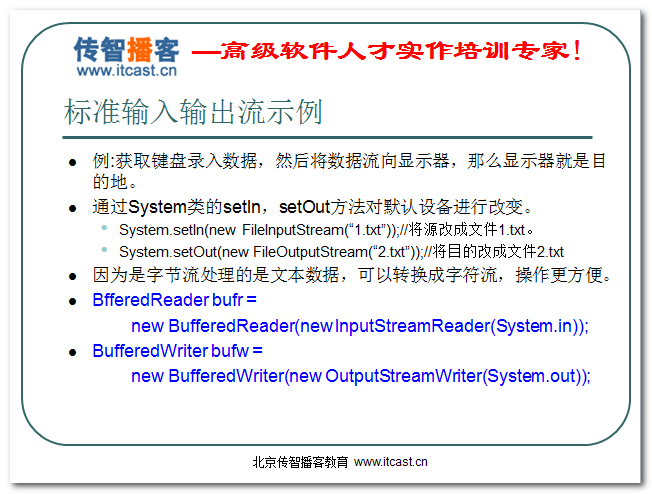 传智播客 —高级软件人才实作培训专家!
www.itcast.cn
标准输入输出流示例
● 例:获取键盘录入数据，然后将数据流向显示器，那么显示器就是目
的地。
● 通过System类的setIn，setOut方法对默认设备进行改变。
• System.setIn(new FileInputStream(“1.txt”));//将源改成文件1.txt。
• System.setOut(new FileOutputStream(“2.txt”));//将目的改成文件2.txt
● 因为是字节流处理的是文本数据，可以转换成字符流，操作更方便。
● BfferedReader bufr =
new BufferedReader(new InputStreamReader(System.in));
● BufferedWriter bufw =
new BufferedWriter(new OutputStreamWriter(System.out));
北京传智播客教育 www.itcast.cn